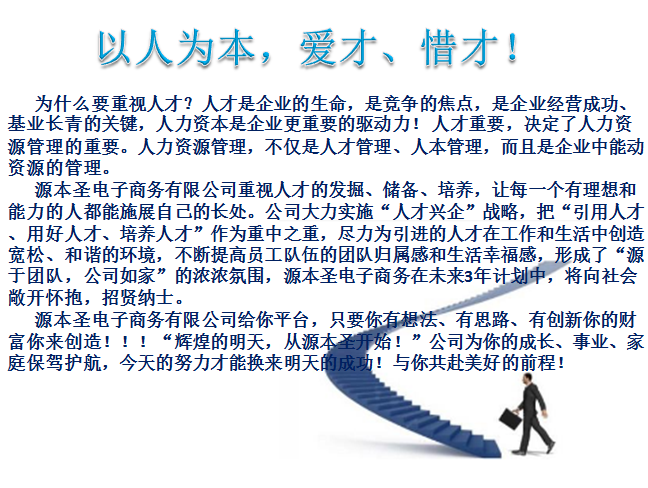 以人为本，爱才、惜才！
为什么要重视人才？人才是企业的生命，是竞争的焦点，是企业经营成功、
基业长青的关键，人力资本是企业更重要的驱动力！人才重要，决定了人力资
源管理的重要。人力资源管理，不仅是人才管理、人本管理，而且是企业中能动
资源的管理。
源本圣电子商务有限公司重视人才的发掘、储备、培养，让每一个有理想和
能力的人都能施展自己的长处。公司大力实施“人才兴企”战略，把“引用人才
、用好人才、培养人才”作为重中之重，尽力为引进的人才在工作和生活中创造
宽松、和谐的环境，不断提高员工队伍的团队归属感和生活幸福感，形成了“源
于团队，公司如家”的浓浓氛围，源本圣电子商务在未来3年计划中，将向社会
敞开怀抱，招贤纳士。
源本圣电子商务有限公司给你平台，只要你有想法、有思路、有创新你的财
富你来创造！！！“辉煌的明天，从源本圣开始！”公司为你的成长、事业、家
庭保驾护航，今天的努力才能换来明天的成功！与你共赴美好的前程！